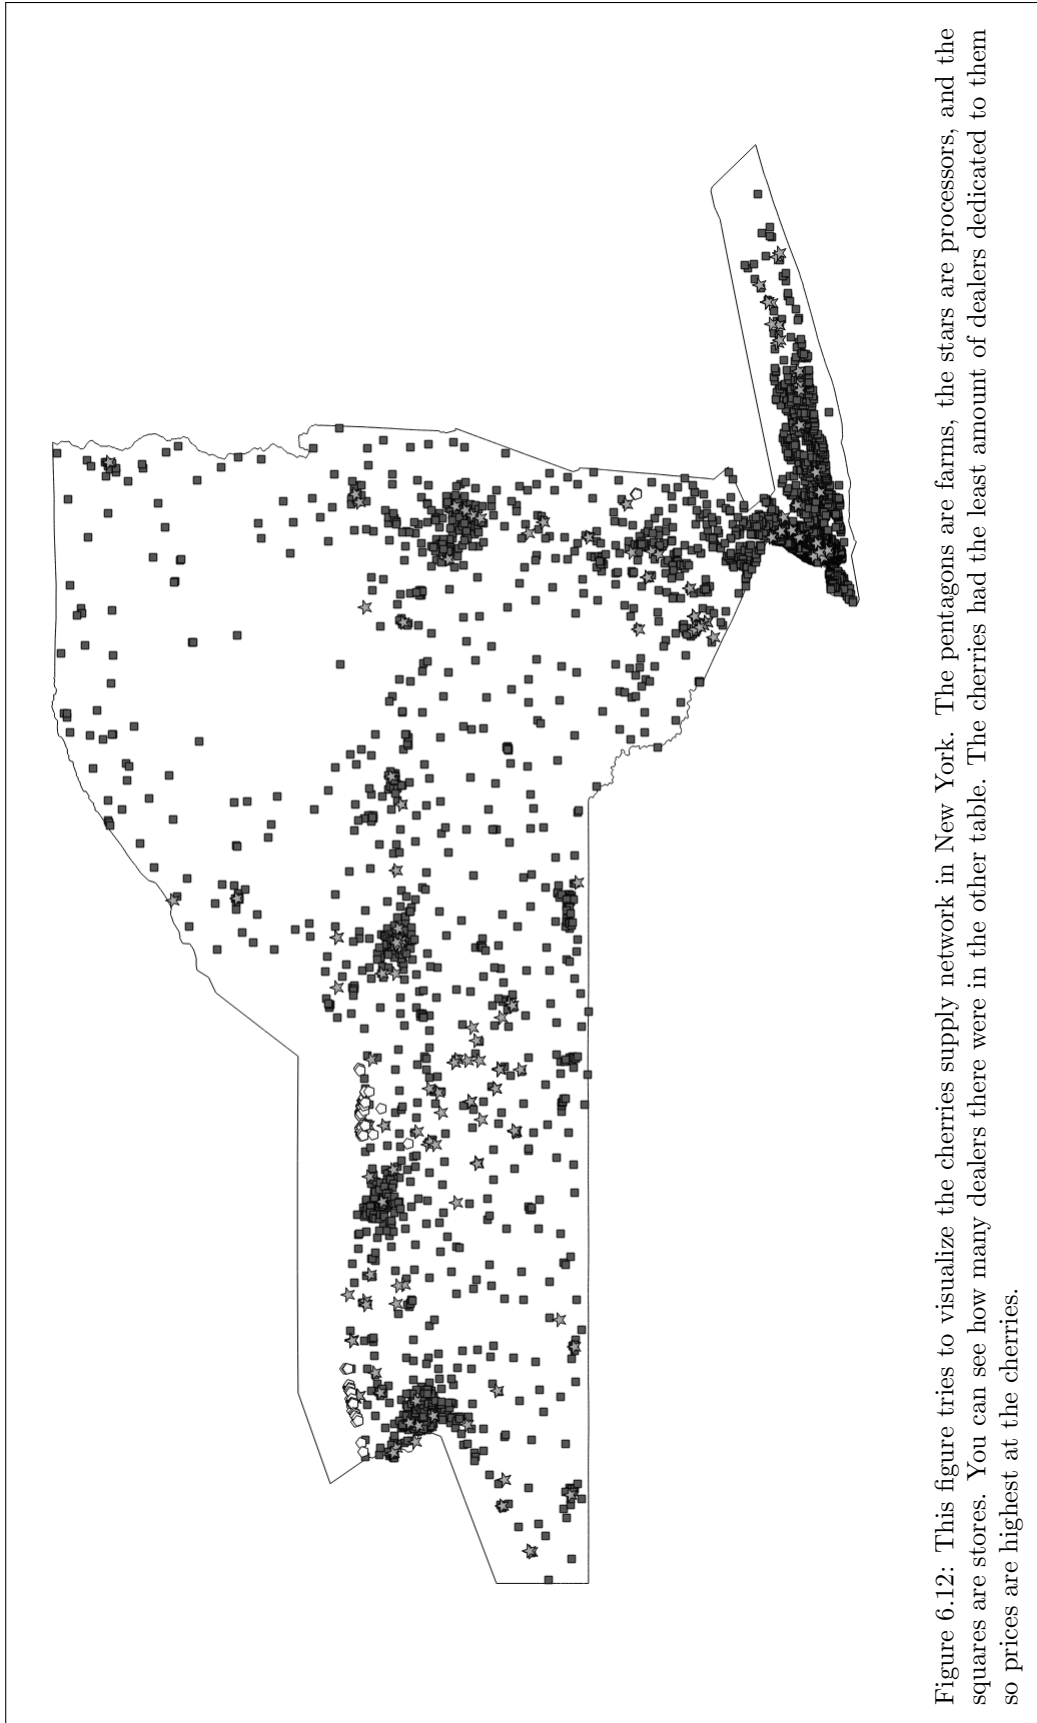 Figure 6.12: This figure tries to visualize the cherries supply network in New York. The pentagons are farms, the stars are processors, and the
squares are stores. You can see how many dealers there were in the other table. The cherries had the least amount of dealers dedicated to them
so prices are highest at the cherries.